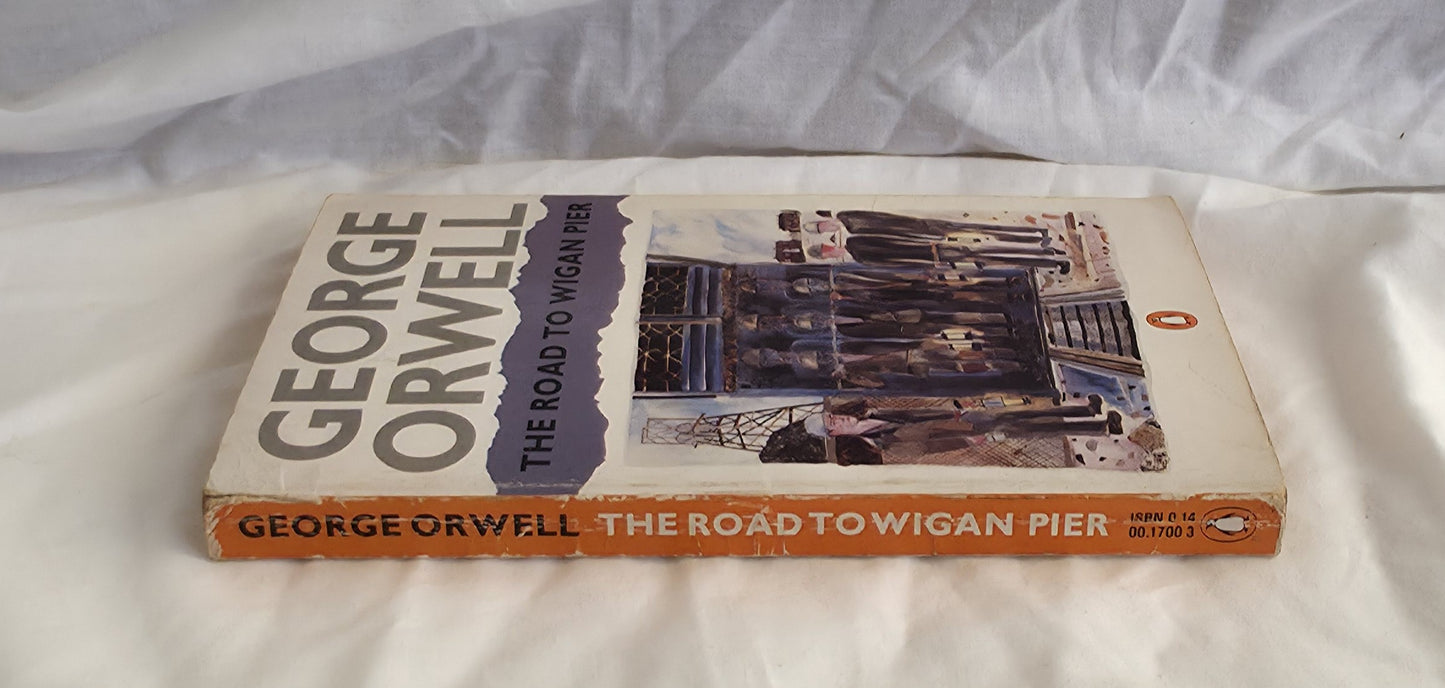 GEORGE
ORWELL
THE ROAD TO WIGAN PIER
GEORGE ORWELL THE ROAD TO WIGAN PIER
ISBN 0 14
00.1700 3